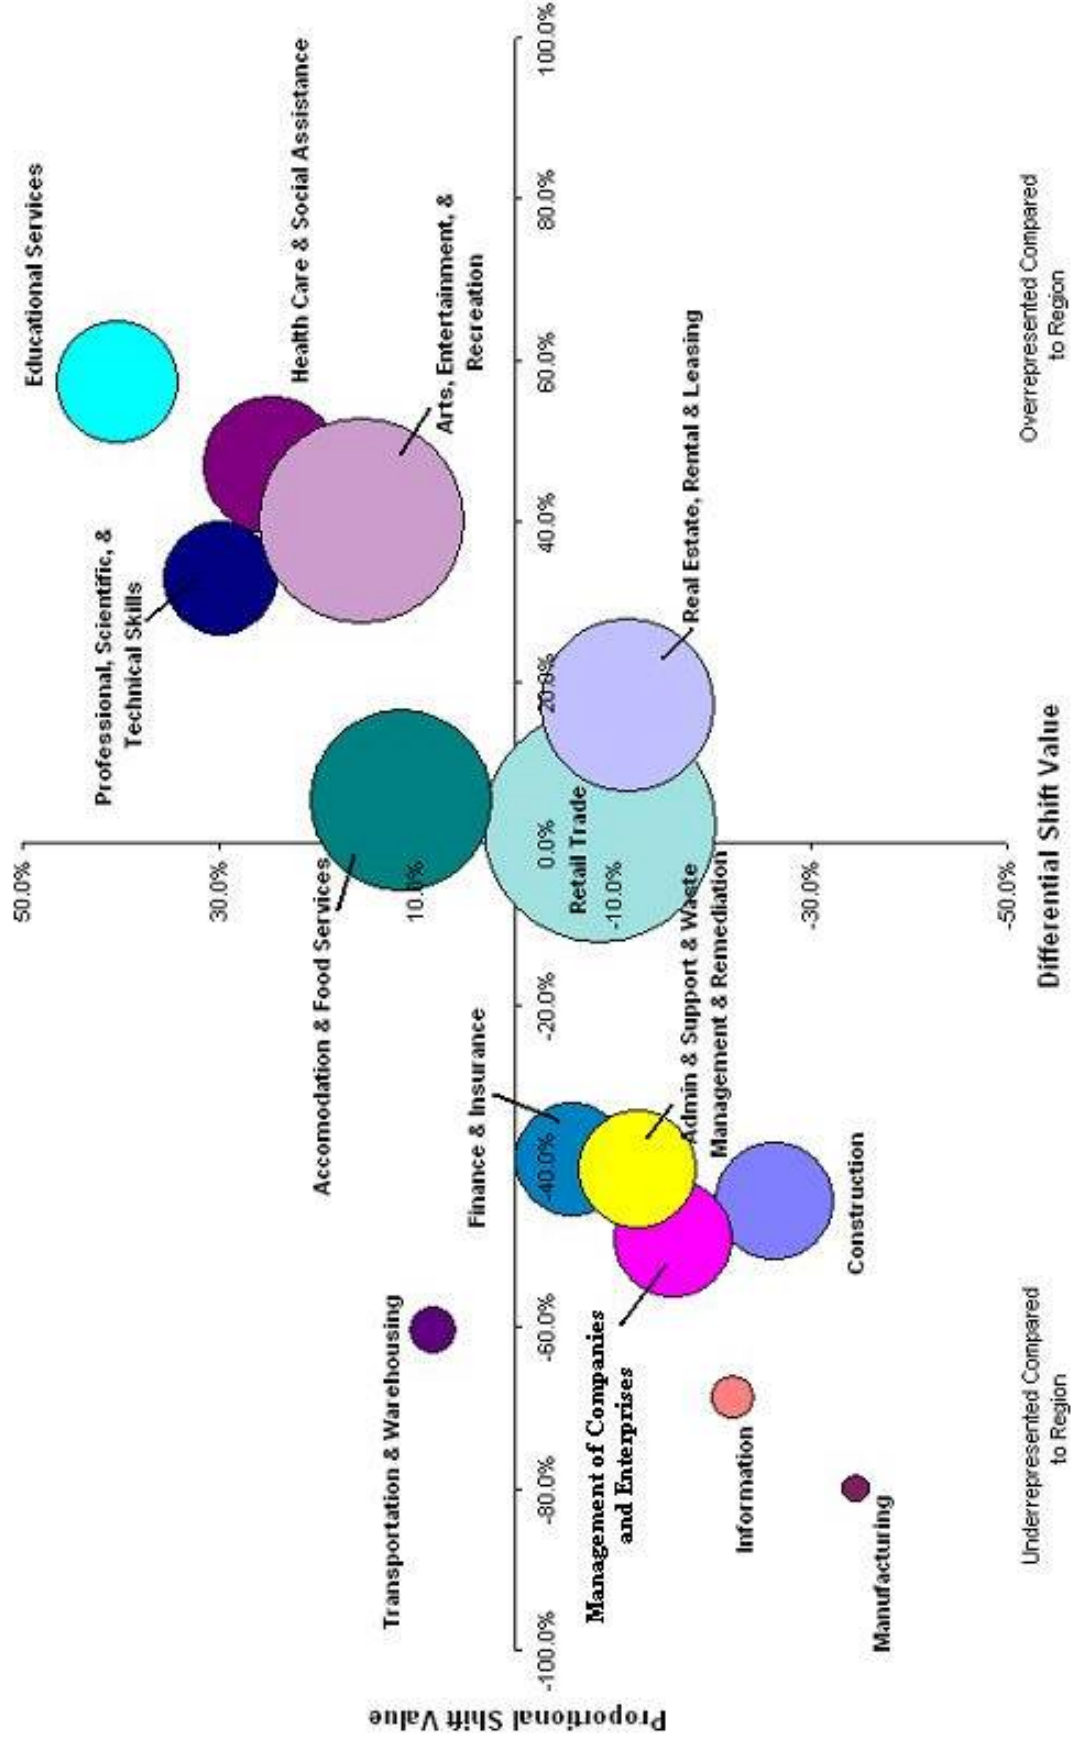 Educational Services
Health Care & Social Assistance
Professional, Scientific, &
Technical Skills
Arts, Entertainment, &
Recreation
Accomodation & Food Services
Real Estate, Rental & Leasing
Retail Trade
Transportation & Warehousing
Finance & Insurance
Admin & Support & Waste
Management & Remediation
Management of Companies
and Enterprises
Information
Construction
Manufacturing
50.0%
30.0%
10.0%
-10.0%
-30.0%
-50.0%
-100.0%
-80.0%
-60.0%
-40.0%
-20.0%
0.0%
20.0%
40.0%
60.0%
80.0%
100.0%
Proportional Shift Value
Differential Shift Value
Underrepresented Compared
to Region
Overrepresented Compared
to Region